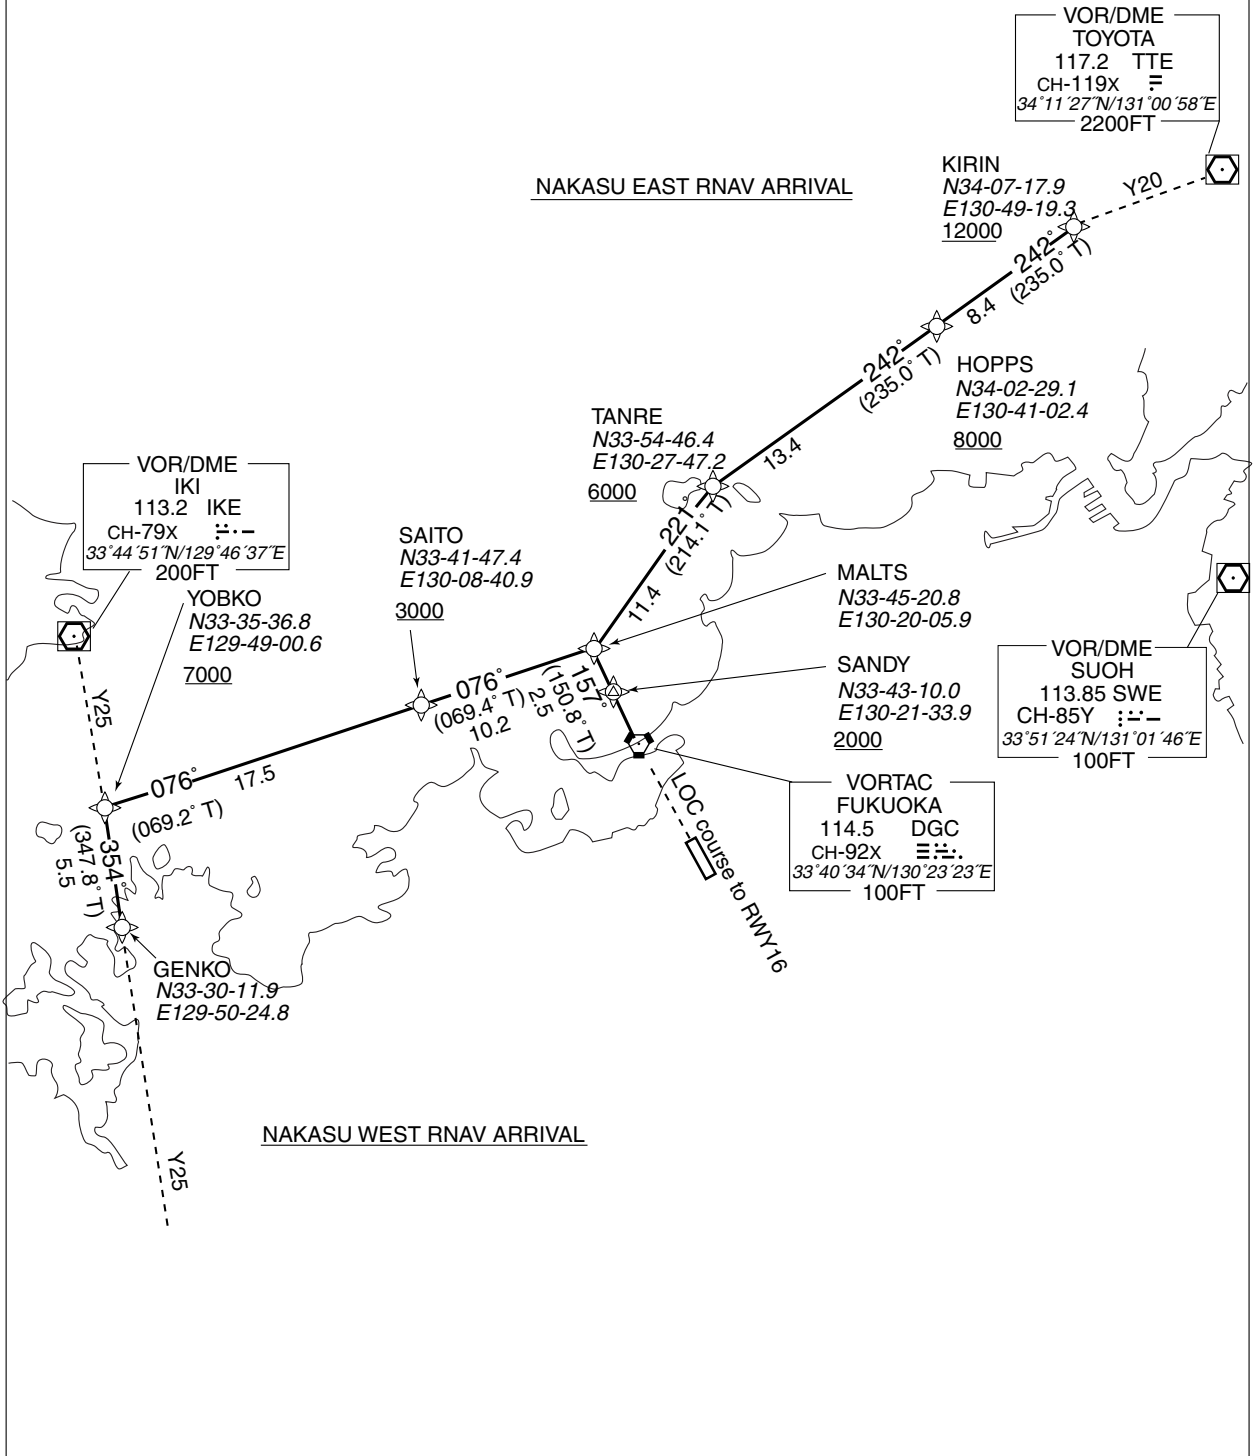 VOR/DME
TOYOTA
117.2 TTE
CH-119X
34°11´27˝N/131°00´58˝E
2200FT
KIRIN
N34-07-17.9
E130-49-19.3
12000
Y20
NAKASU EAST RNAV ARRIVAL
242°
(235.0° T)
8.4
242°
(235.0° T)
13.4
HOPPS
N34-02-29.1
E130-41-02.4
8000
TANRE
N33-54-46.4
E130-27-47.2
6000
221°
(214.1° T)
11.4
VOR/DME
IKI
113.2 IKE
CH-79X
33°44´51˝N/129°46´37˝E
200FT
SAITO
N33-41-47.4
E130-08-40.9
3000
YOBKO
N33-35-36.8
E129-49-00.6
7000
MALTS
N33-45-20.8
E130-20-05.9
SANDY
N33-43-10.0
E130-21-33.9
2000
VOR/DME
SUOH
113.85 SWE
CH-85Y
33°51´24˝N/131°01´46˝E
100FT
Y25
076°
(069.4° T)
10.2
157°
(150.8° T)
2.5
076°
17.5
(069.2° T)
VORTAC
FUKUOKA
114.5 DGC
CH-92X
33°40´34˝N/130°23´23˝E
100FT
LOC course to RWY16
354°
(347.8° T)
5.5
GENKO
N33-30-11.9
E129-50-24.8
NAKASU WEST RNAV ARRIVAL
Y25